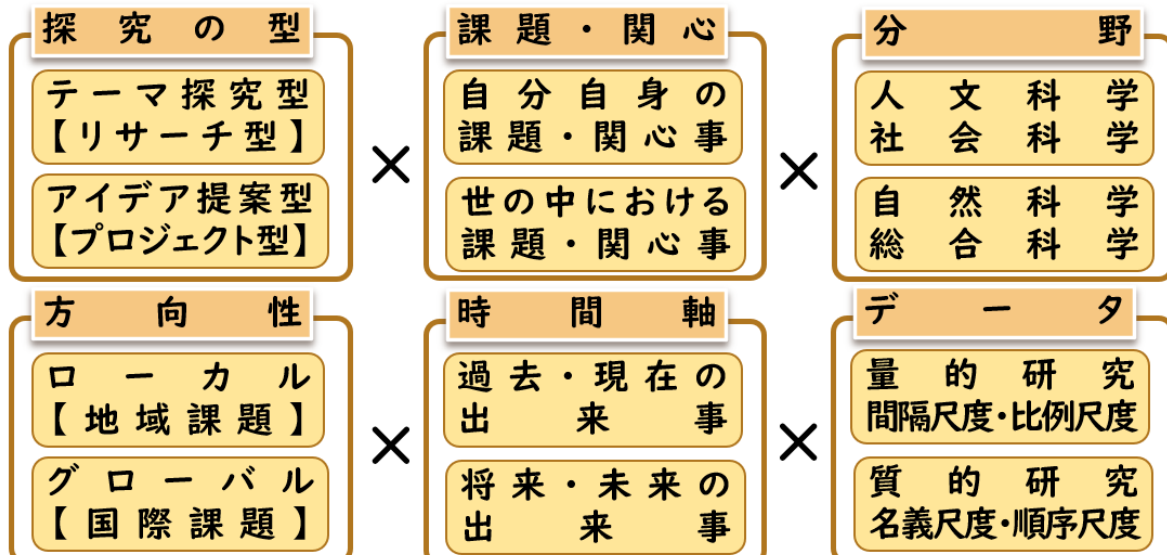 探究の型
テーマ探究型
【リサーチ型】
アイデア提案型
【プロジェクト型】
×
課題・関心
自分自身の
課題・関心事
世の中における
課題・関心事
×
分野
人文科学
社会科学
自然科学
総合科学
方向性
ローカル
【地域課題】
グローバル
【国際課題】
×
時間軸
過去・現在の
出来事
将来・未来の
出来事
×
データ
量的研究
間隔尺度・比例尺度
質的研究
名義尺度・順序尺度